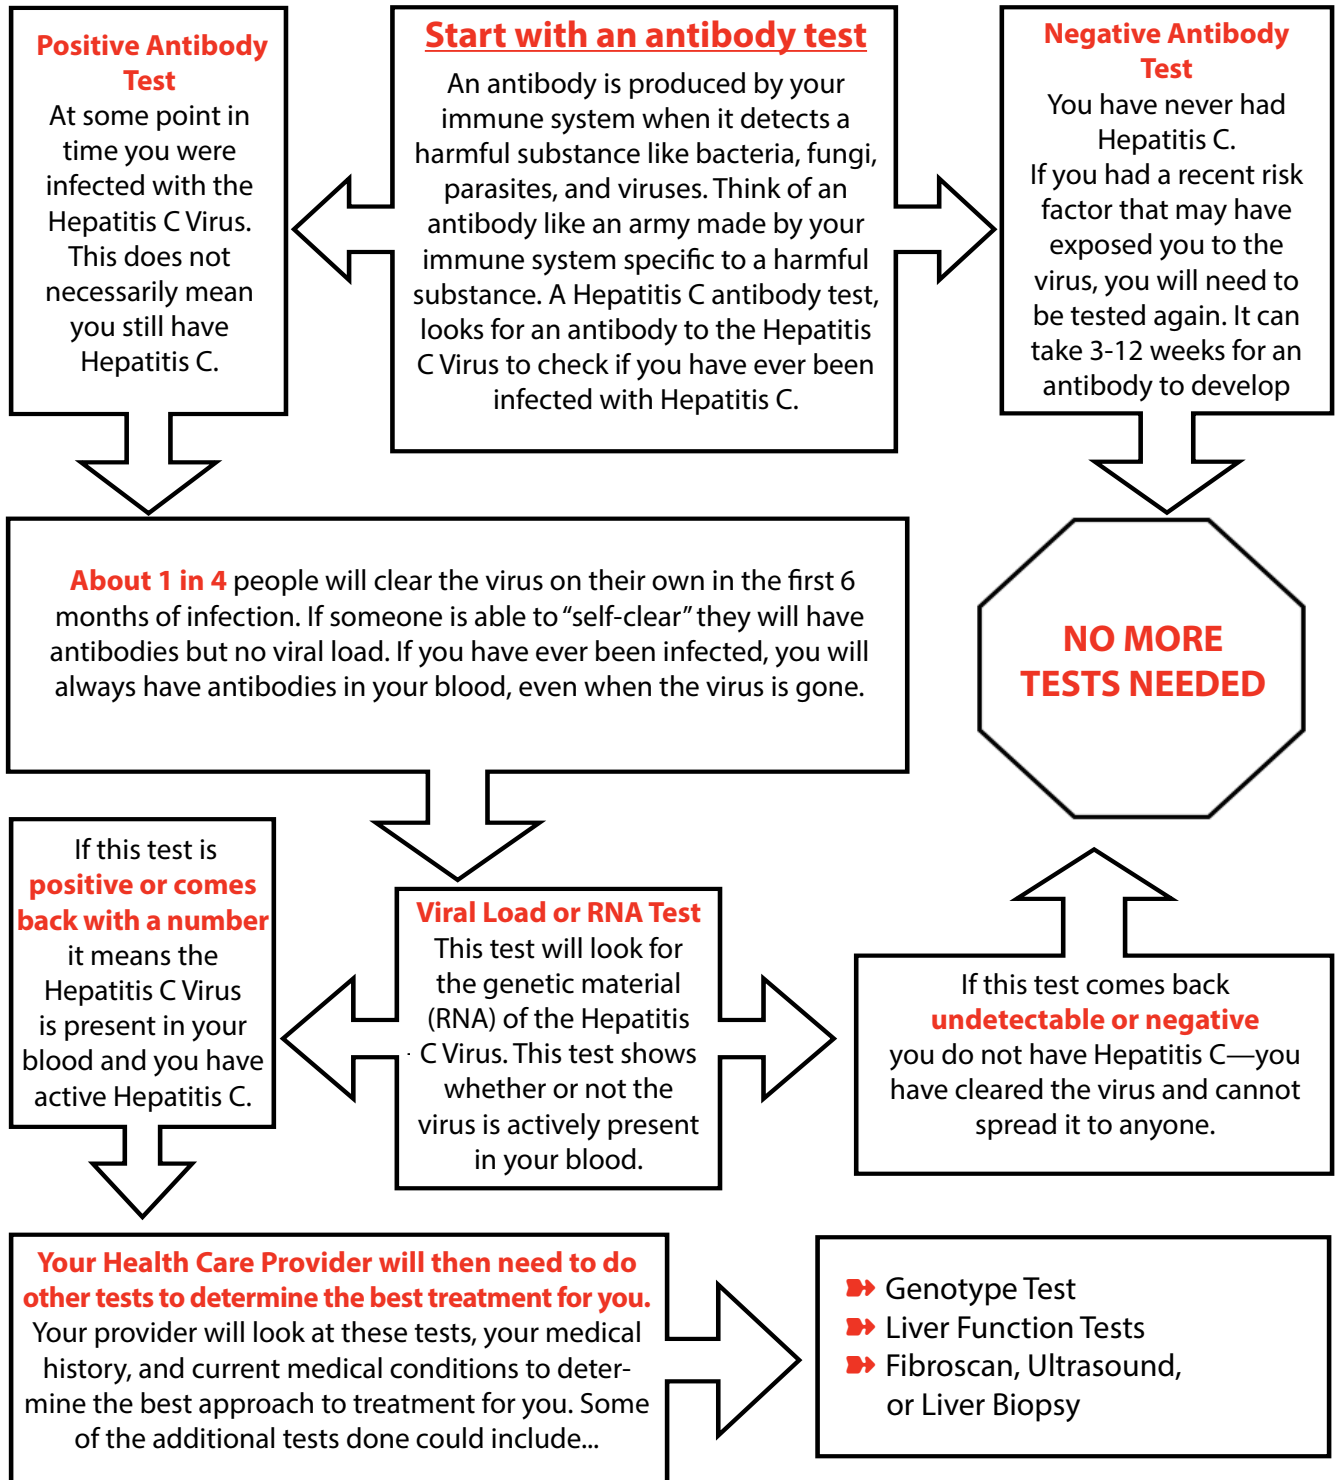 Start with an antibody test
An antibody is produced by your
immune system when it detects a
harmful substance like bacteria, fungi,
parasites, and viruses. Think of an
antibody like an army made by your
immune system specific to a harmful
substance. A Hepatitis C antibody test,
looks for an antibody to the Hepatitis
C Virus to check if you have ever been
infected with Hepatitis C.
Positive Antibody
Test
At some point in
time you were
infected with the
Hepatitis C Virus.
This does not
necessarily mean
you still have
Hepatitis C.
Negative Antibody
Test
You have never had
Hepatitis C.
If you had a recent risk
factor that may have
exposed you to the
virus, you will need to
be tested again. It can
take 3-12 weeks for an
antibody to develop
About 1 in 4 people will clear the virus on their own in the first 6
months of infection. If someone is able to “self-clear” they will have
antibodies but no viral load. If you have ever been infected, you will
always have antibodies in your blood, even when the virus is gone.
NO MORE
TESTS NEEDED
Viral Load or RNA Test
This test will look for
the genetic material
(RNA) of the Hepatitis
C Virus. This test shows
whether or not the
virus is actively present
in your blood.
If this test is
positive or comes
back with a number
it means the
Hepatitis C Virus
is present in your
blood and you have
active Hepatitis C.
If this test comes back
undetectable or negative
you do not have Hepatitis C—you
have cleared the virus and cannot
spread it to anyone.
Your Health Care Provider will then need to do
other tests to determine the best treatment for you.
Your provider will look at these tests, your medical
history, and current medical conditions to deter-
mine the best approach to treatment for you. Some
of the additional tests done could include...
Genotype Test
Liver Function Tests
Fibroscan, Ultrasound,
or Liver Biopsy